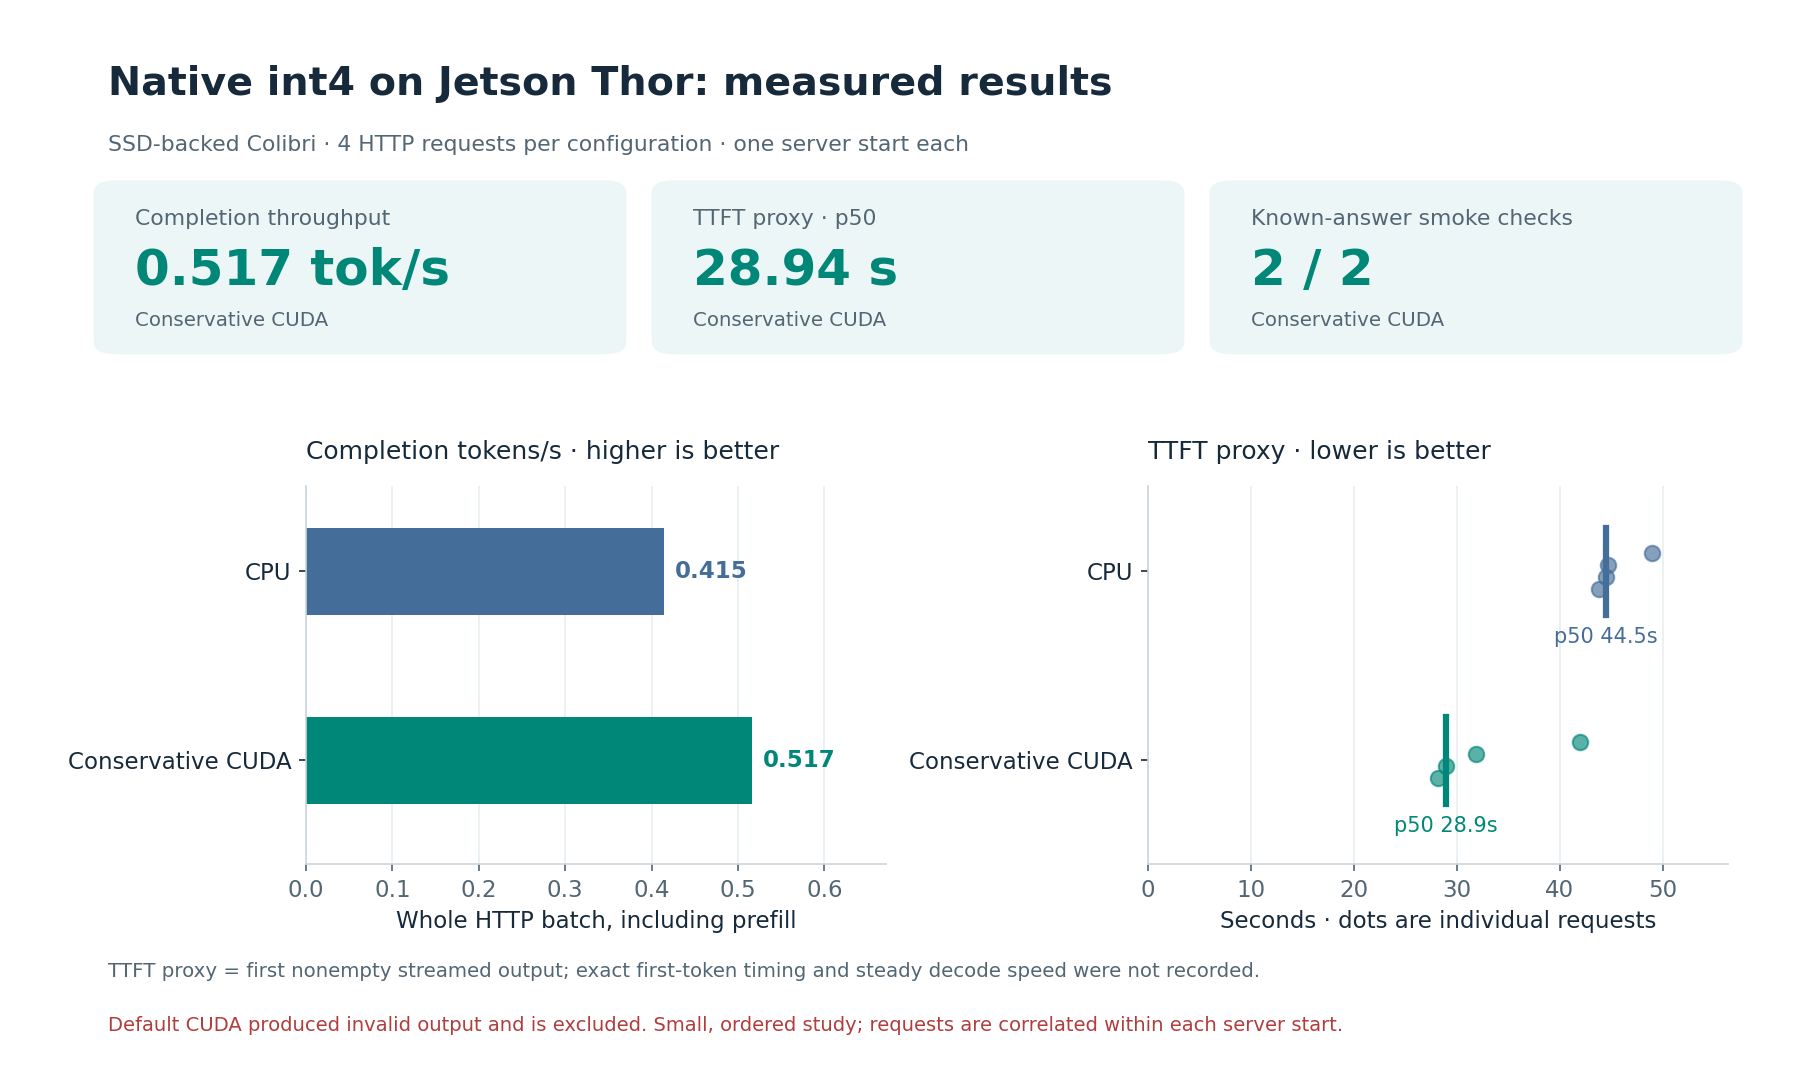 Native int4 on Jetson Thor: measured results
SSD-backed Colibri · 4 HTTP requests per configuration · one server start each
Completion throughput
0.517 tok/s
Conservative CUDA
TTFT proxy · p50
28.94 s
Conservative CUDA
Known-answer smoke checks
2 / 2
Conservative CUDA
Completion tokens/s · higher is better
CPU
0.415
Conservative CUDA
0.517
0.0 0.1 0.2 0.3 0.4 0.5 0.6
Whole HTTP batch, including prefill
TTFT proxy · lower is better
CPU
p50 44.5s
Conservative CUDA
p50 28.9s
0 10 20 30 40 50
Seconds · dots are individual requests
TTFT proxy = first nonempty streamed output; exact first-token timing and steady decode speed were not recorded.
Default CUDA produced invalid output and is excluded. Small, ordered study; requests are correlated within each server start.